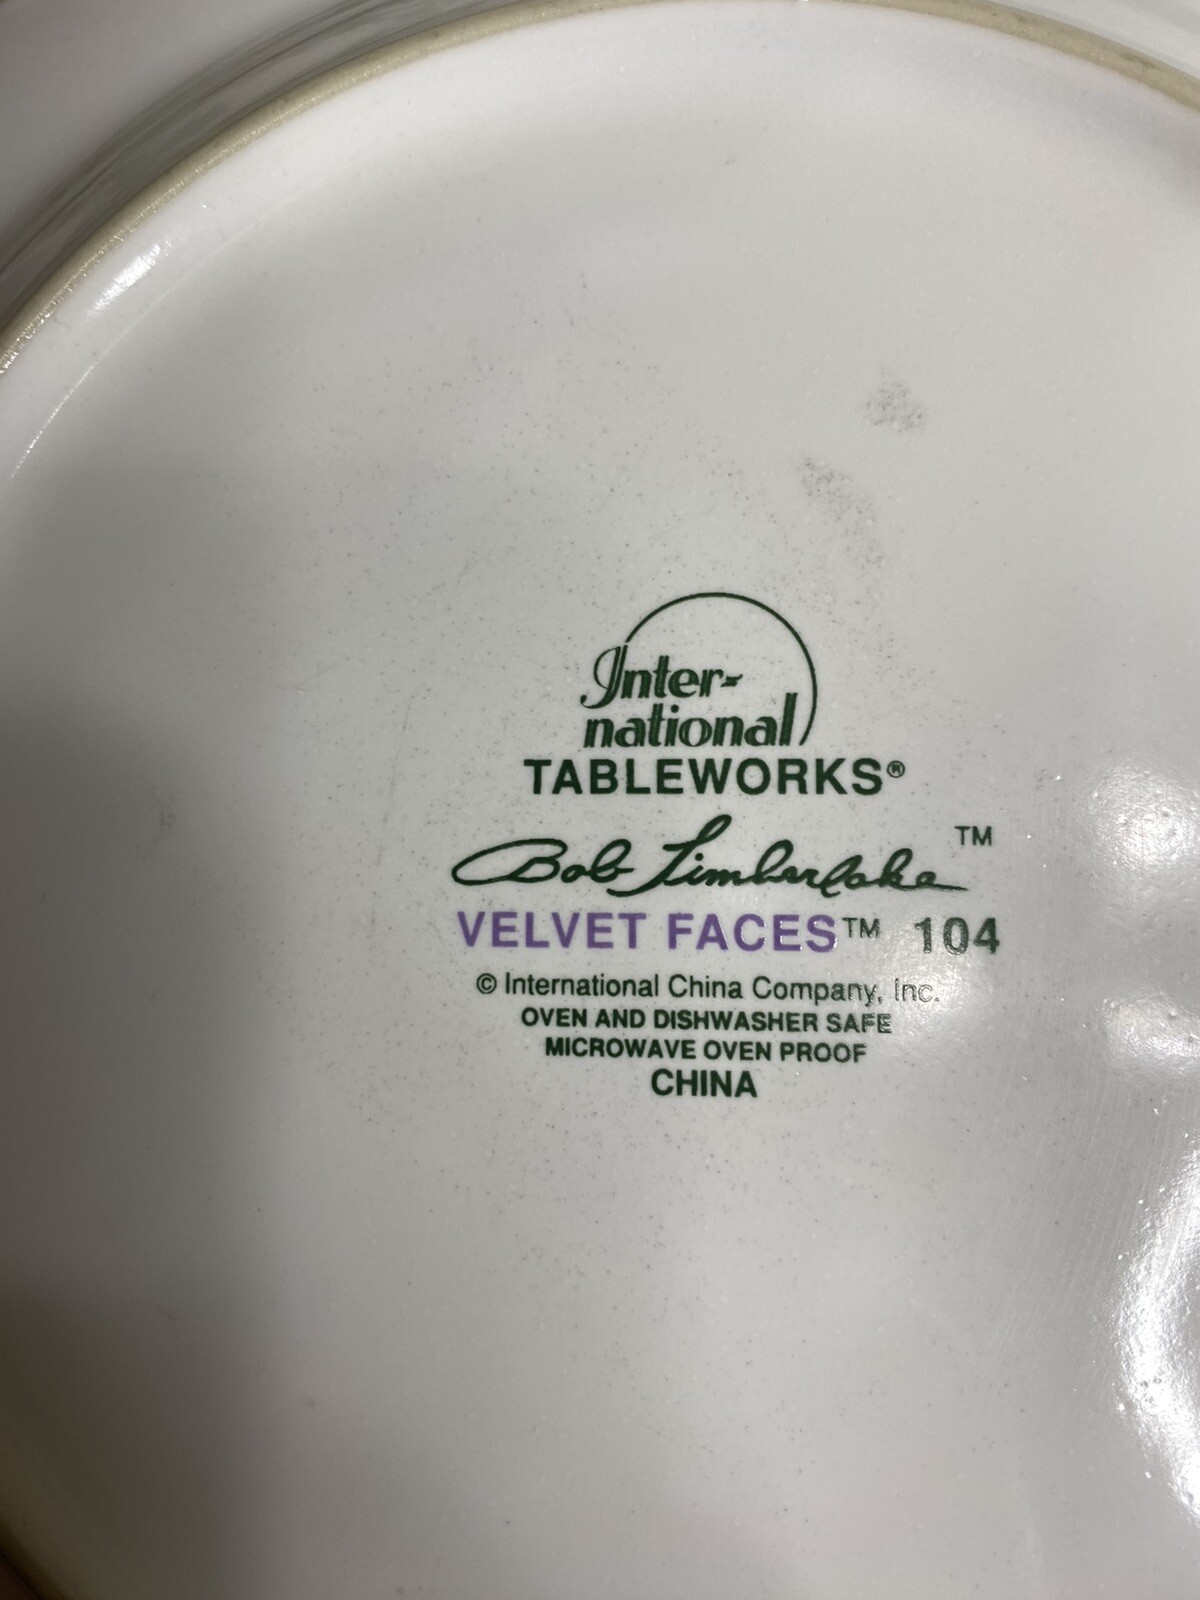 Inter-
national
TABLEWORKS®
Bob Timberlake™
VELVET FACES™ 104
© International China Company, Inc.
OVEN AND DISHWASHER SAFE
MICROWAVE OVEN PROOF
CHINA